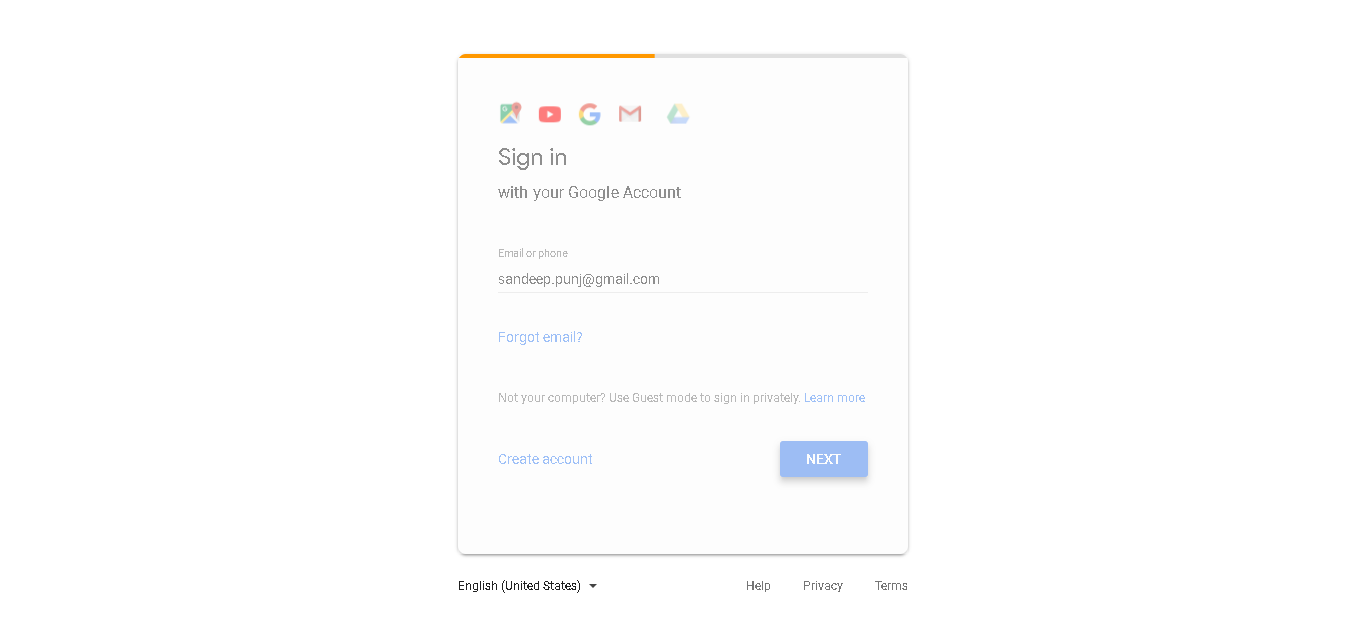 Sign in
with your Google Account
Email or phone
sandeep.punj@gmail.com
Forgot email?
Not your computer? Use Guest mode to sign in privately. Learn more
Create account NEXT
English (United States) Help Privacy Terms